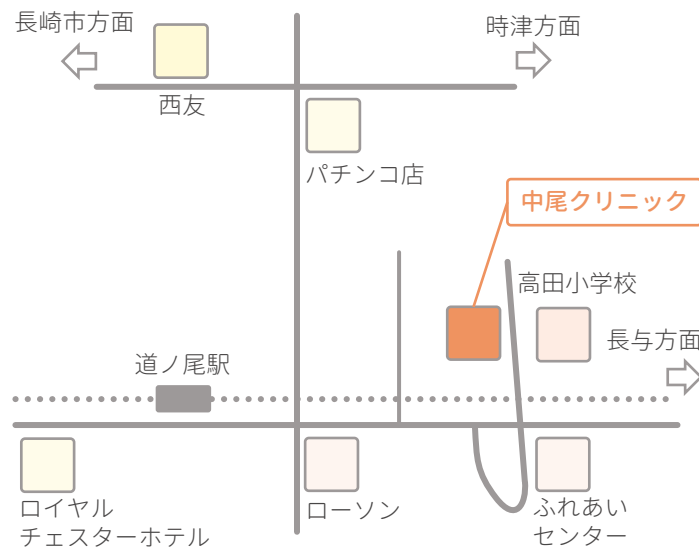 長崎市方面
時津方面
西友
パチンコ店
中尾クリニック
高田小学校
長与方面
道ノ尾駅
ロイヤル
チェスターホテル
ローソン
ふれあい
センター